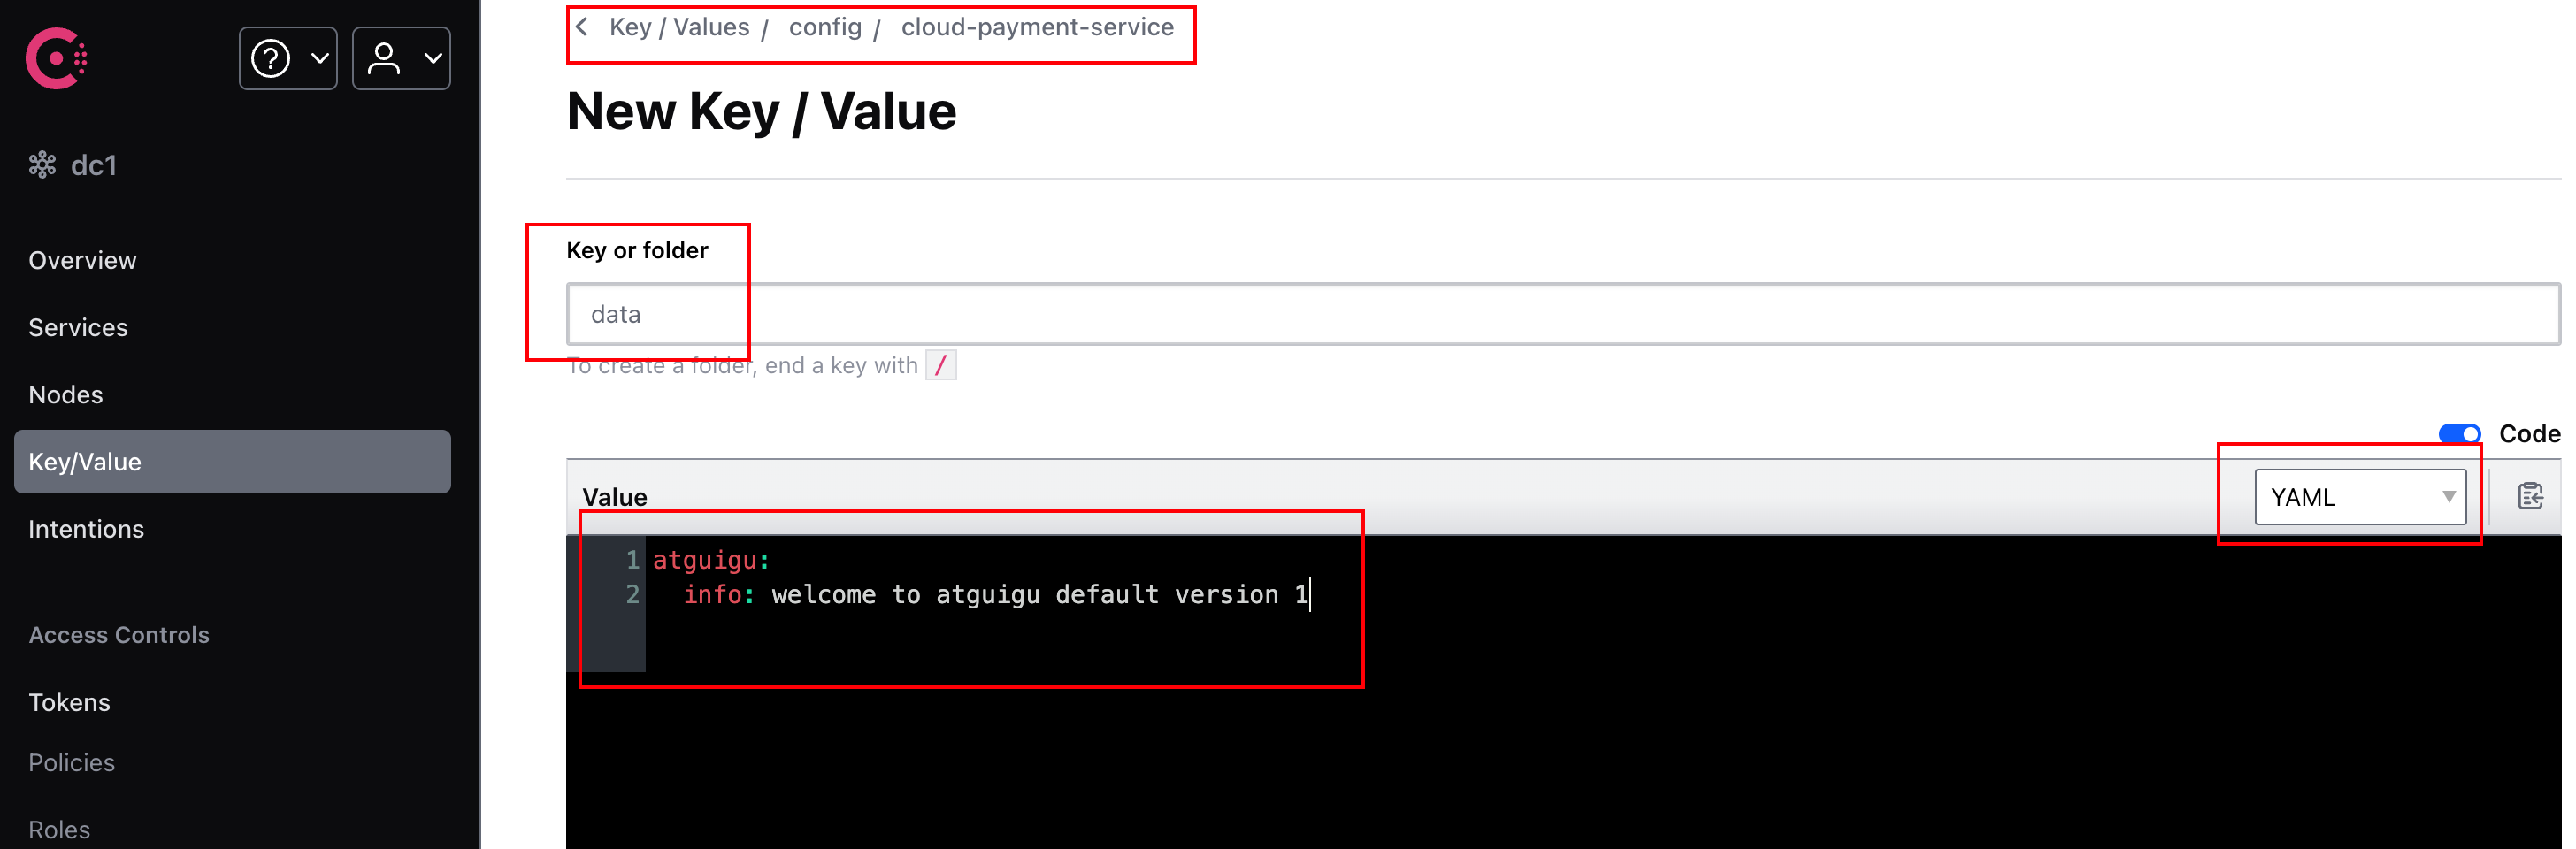 dc1
Overview
Services
Nodes
Key/Value
Intentions
Access Controls
Tokens
Policies
Roles
Key / Values / config / cloud-payment-service
New Key / Value
Key or folder
data
To create a folder, end a key with /
Code
Value
YAML
1 atguigu:
2   info: welcome to atguigu default version 1